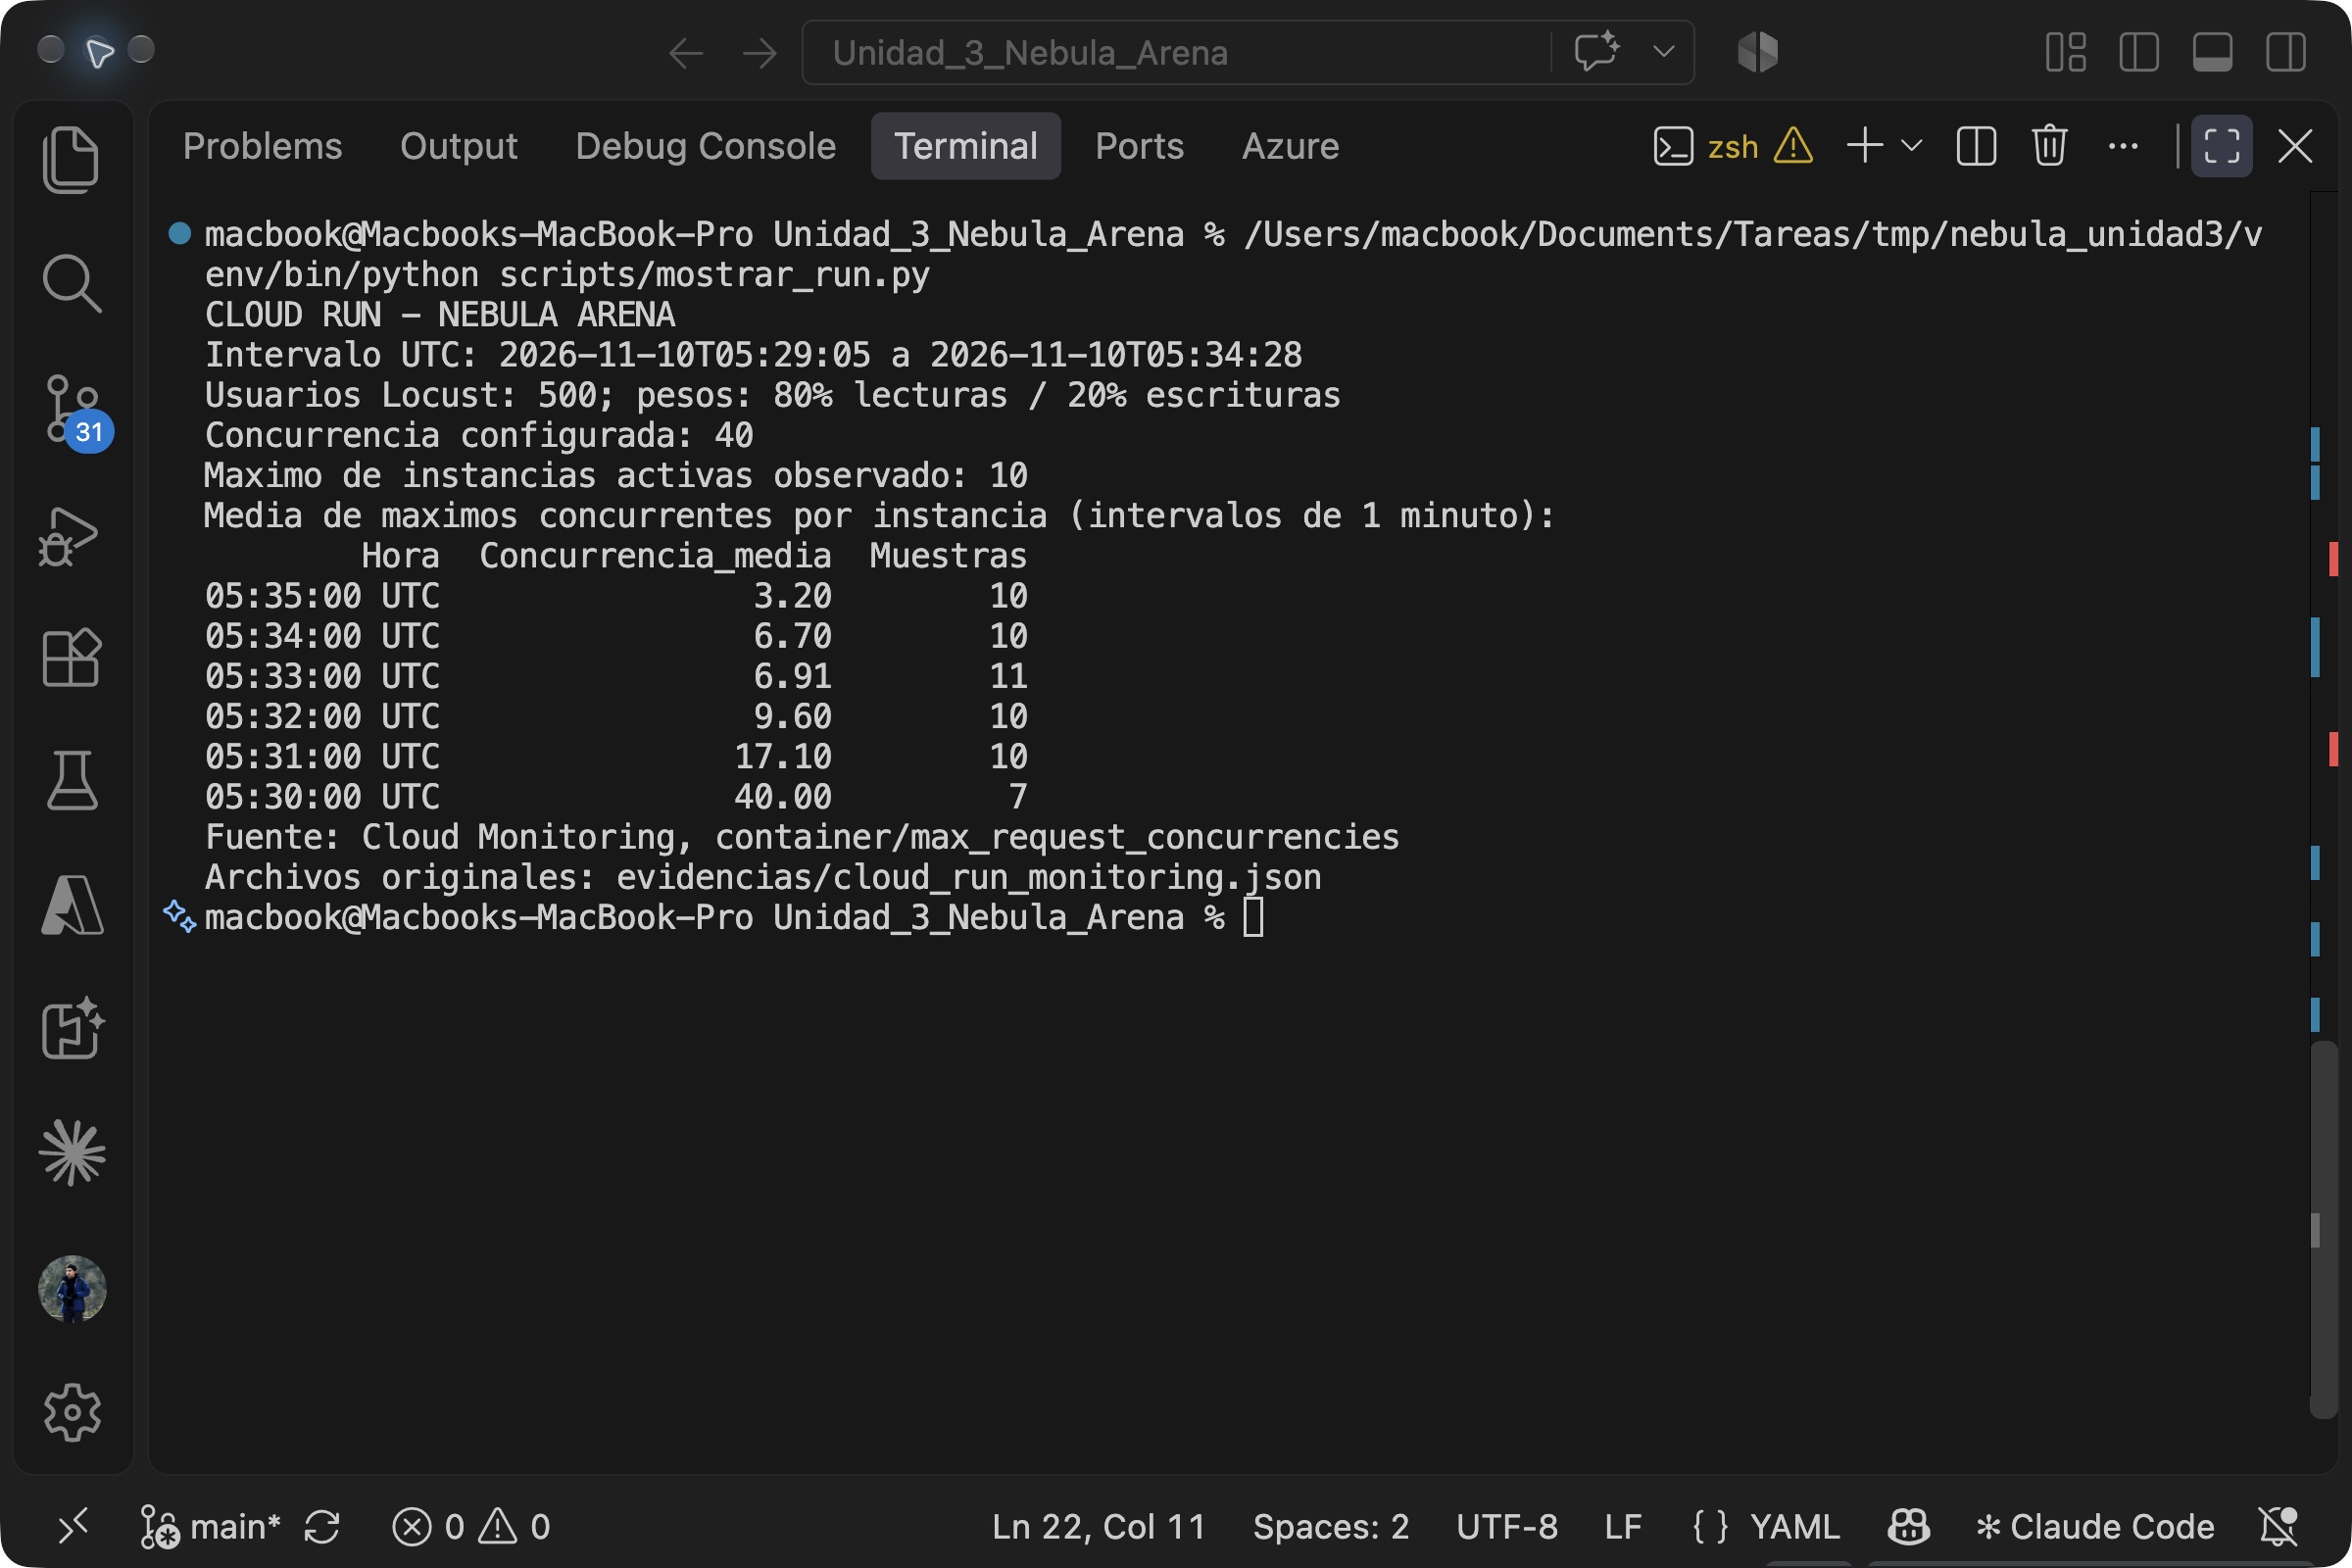 Unidad_3_Nebula_Arena
Problems Output Debug Console Terminal Ports Azure zsh
macbook@Macbooks-MacBook-Pro Unidad_3_Nebula_Arena % /Users/macbook/Documents/Tareas/tmp/nebula_unidad3/v
env/bin/python scripts/mostrar_run.py
CLOUD RUN - NEBULA ARENA
Intervalo UTC: 2026-11-10T05:29:05 a 2026-11-10T05:34:28
Usuarios Locust: 500; pesos: 80% lecturas / 20% escrituras
Concurrencia configurada: 40
Maximo de instancias activas observado: 10
Media de maximos concurrentes por instancia (intervalos de 1 minuto):
Hora Concurrencia_media Muestras
05:35:00 UTC 3.20 10
05:34:00 UTC 6.70 10
05:33:00 UTC 6.91 11
05:32:00 UTC 9.60 10
05:31:00 UTC 17.10 10
05:30:00 UTC 40.00 7
Fuente: Cloud Monitoring, container/max_request_concurrencies
Archivos originales: evidencias/cloud_run_monitoring.json
macbook@Macbooks-MacBook-Pro Unidad_3_Nebula_Arena %
31
main* 0 0 Ln 22, Col 11 Spaces: 2 UTF-8 LF { } YAML Claude Code